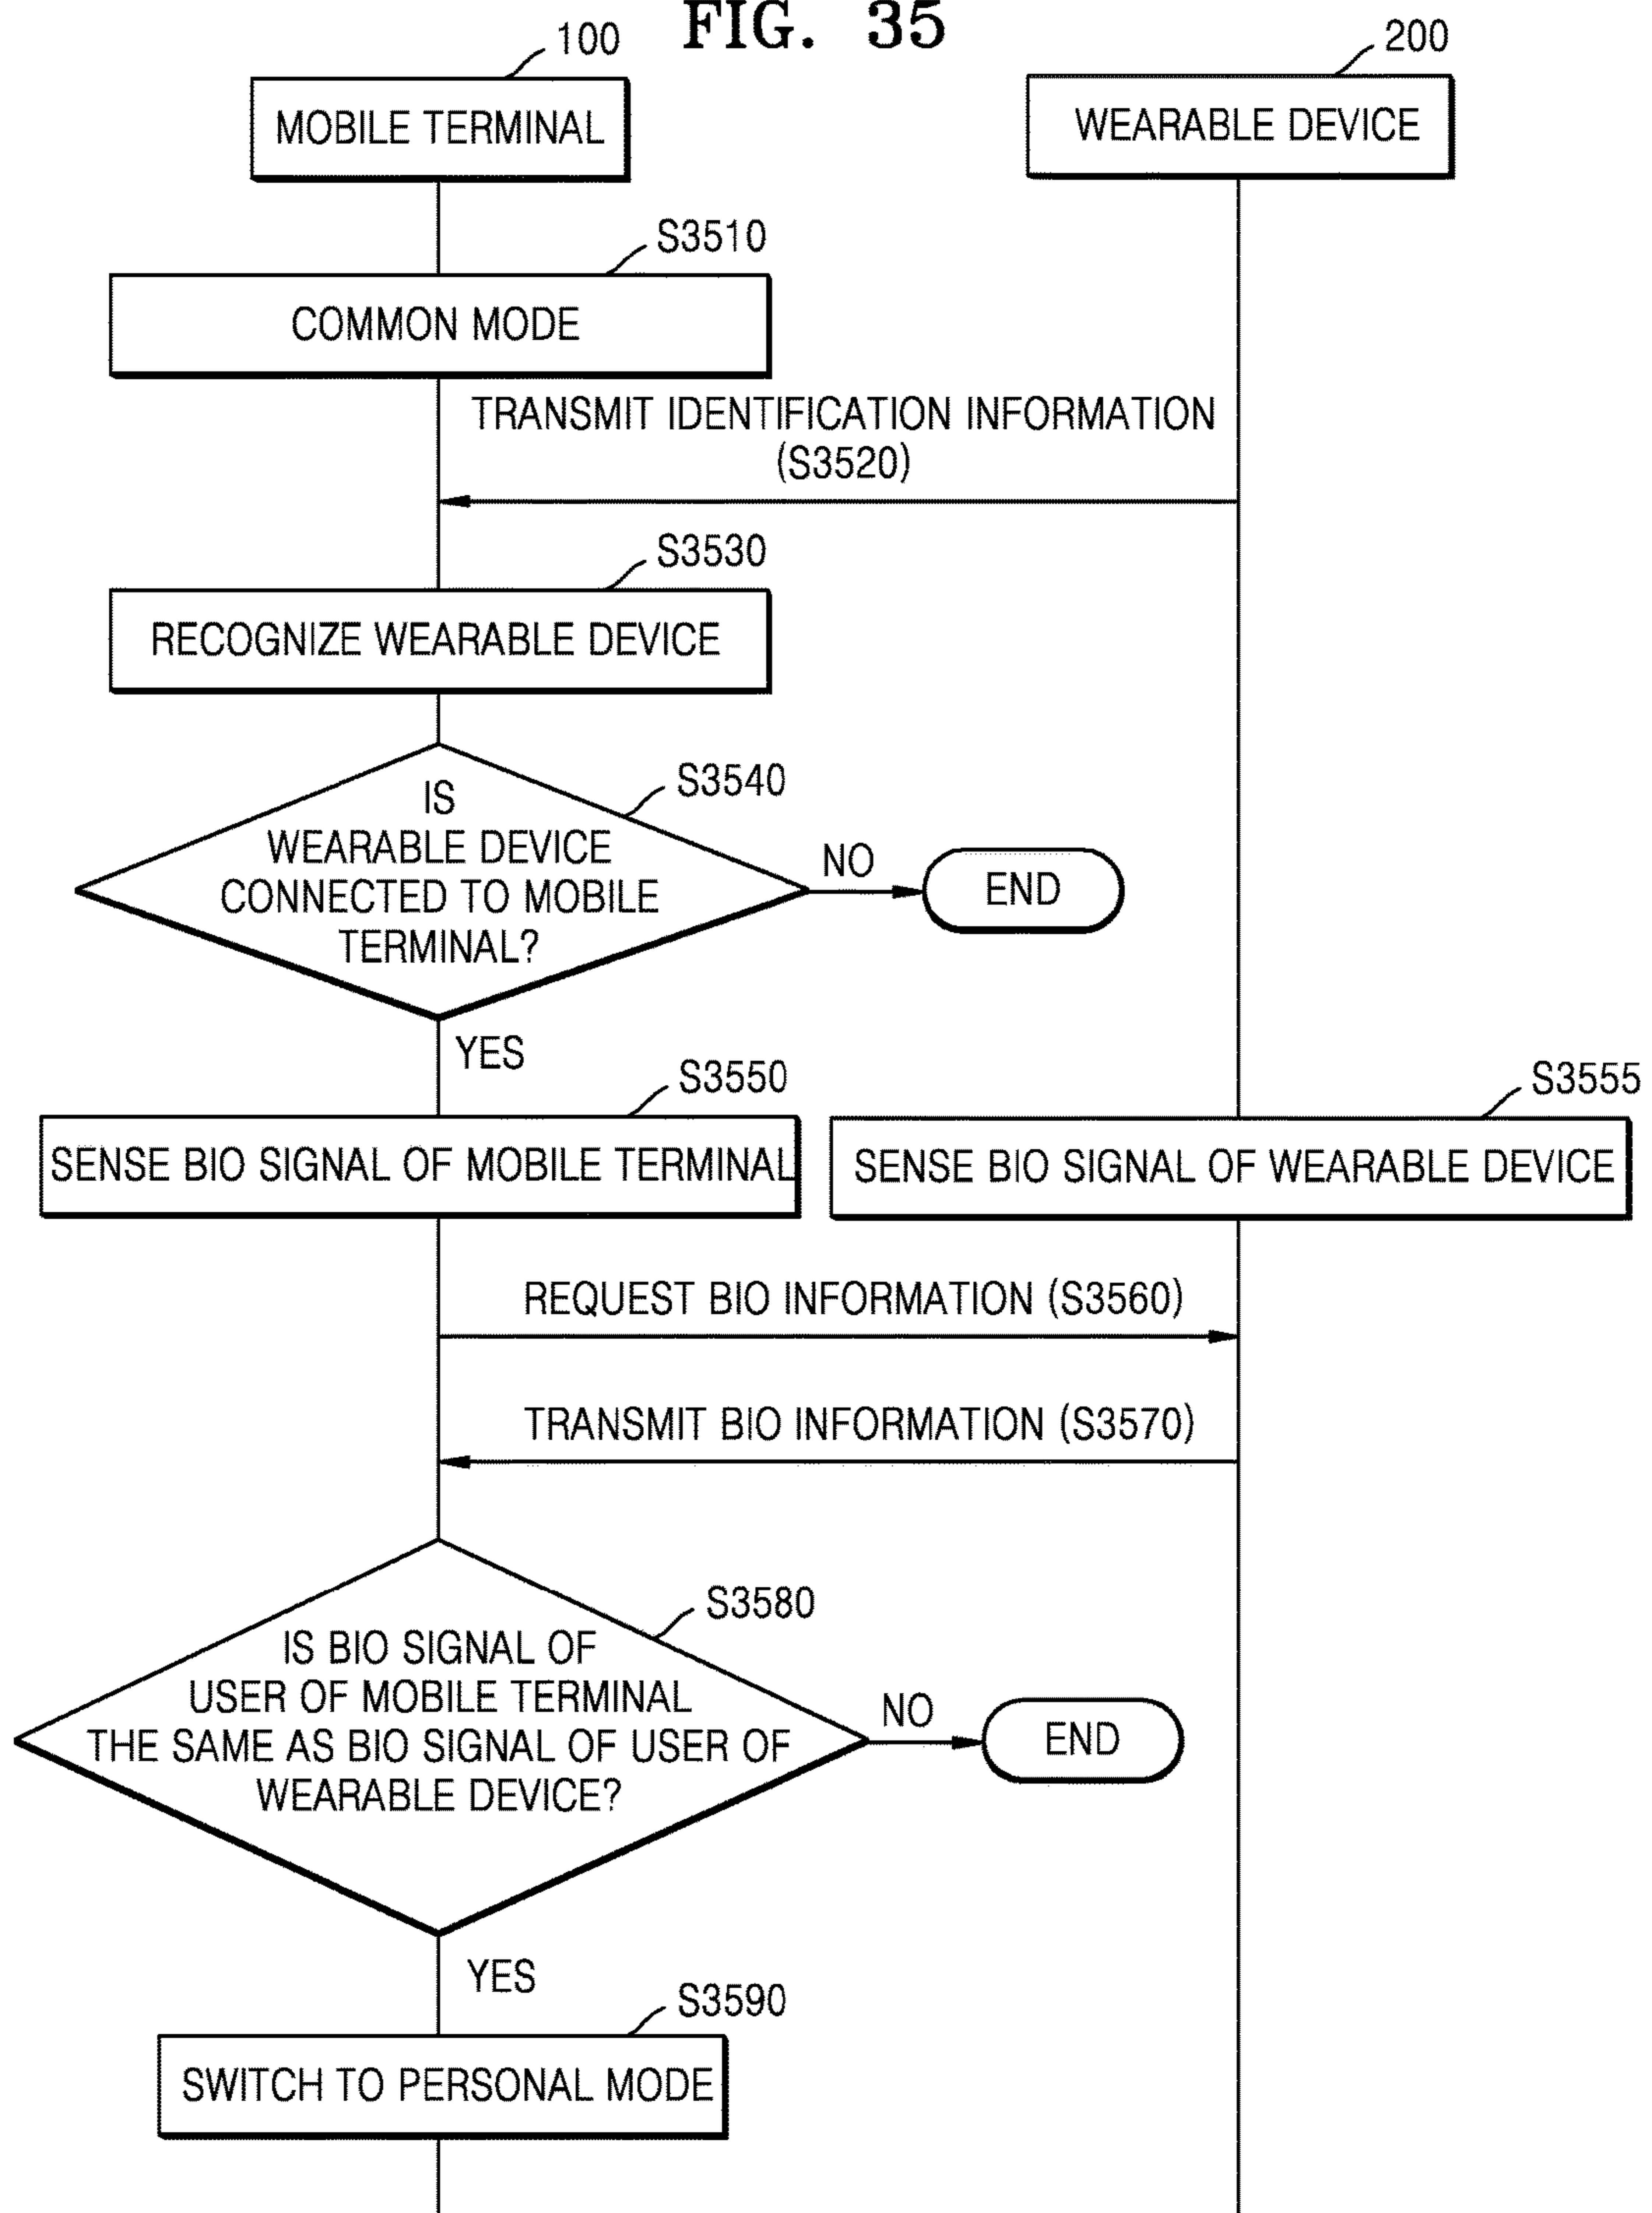 FIG. 35
100
200
MOBILE TERMINAL
WEARABLE DEVICE
S3510
COMMON MODE
TRANSMIT IDENTIFICATION INFORMATION
(S3520)
S3530
RECOGNIZE WEARABLE DEVICE
S3540
IS
WEARABLE DEVICE
CONNECTED TO MOBILE
TERMINAL?
NO
END
YES
S3550
S3555
SENSE BIO SIGNAL OF MOBILE TERMINAL
SENSE BIO SIGNAL OF WEARABLE DEVICE
REQUEST BIO INFORMATION (S3560)
TRANSMIT BIO INFORMATION (S3570)
S3580
IS BIO SIGNAL OF
USER OF MOBILE TERMINAL
THE SAME AS BIO SIGNAL OF USER OF
WEARABLE DEVICE?
NO
END
YES
S3590
SWITCH TO PERSONAL MODE